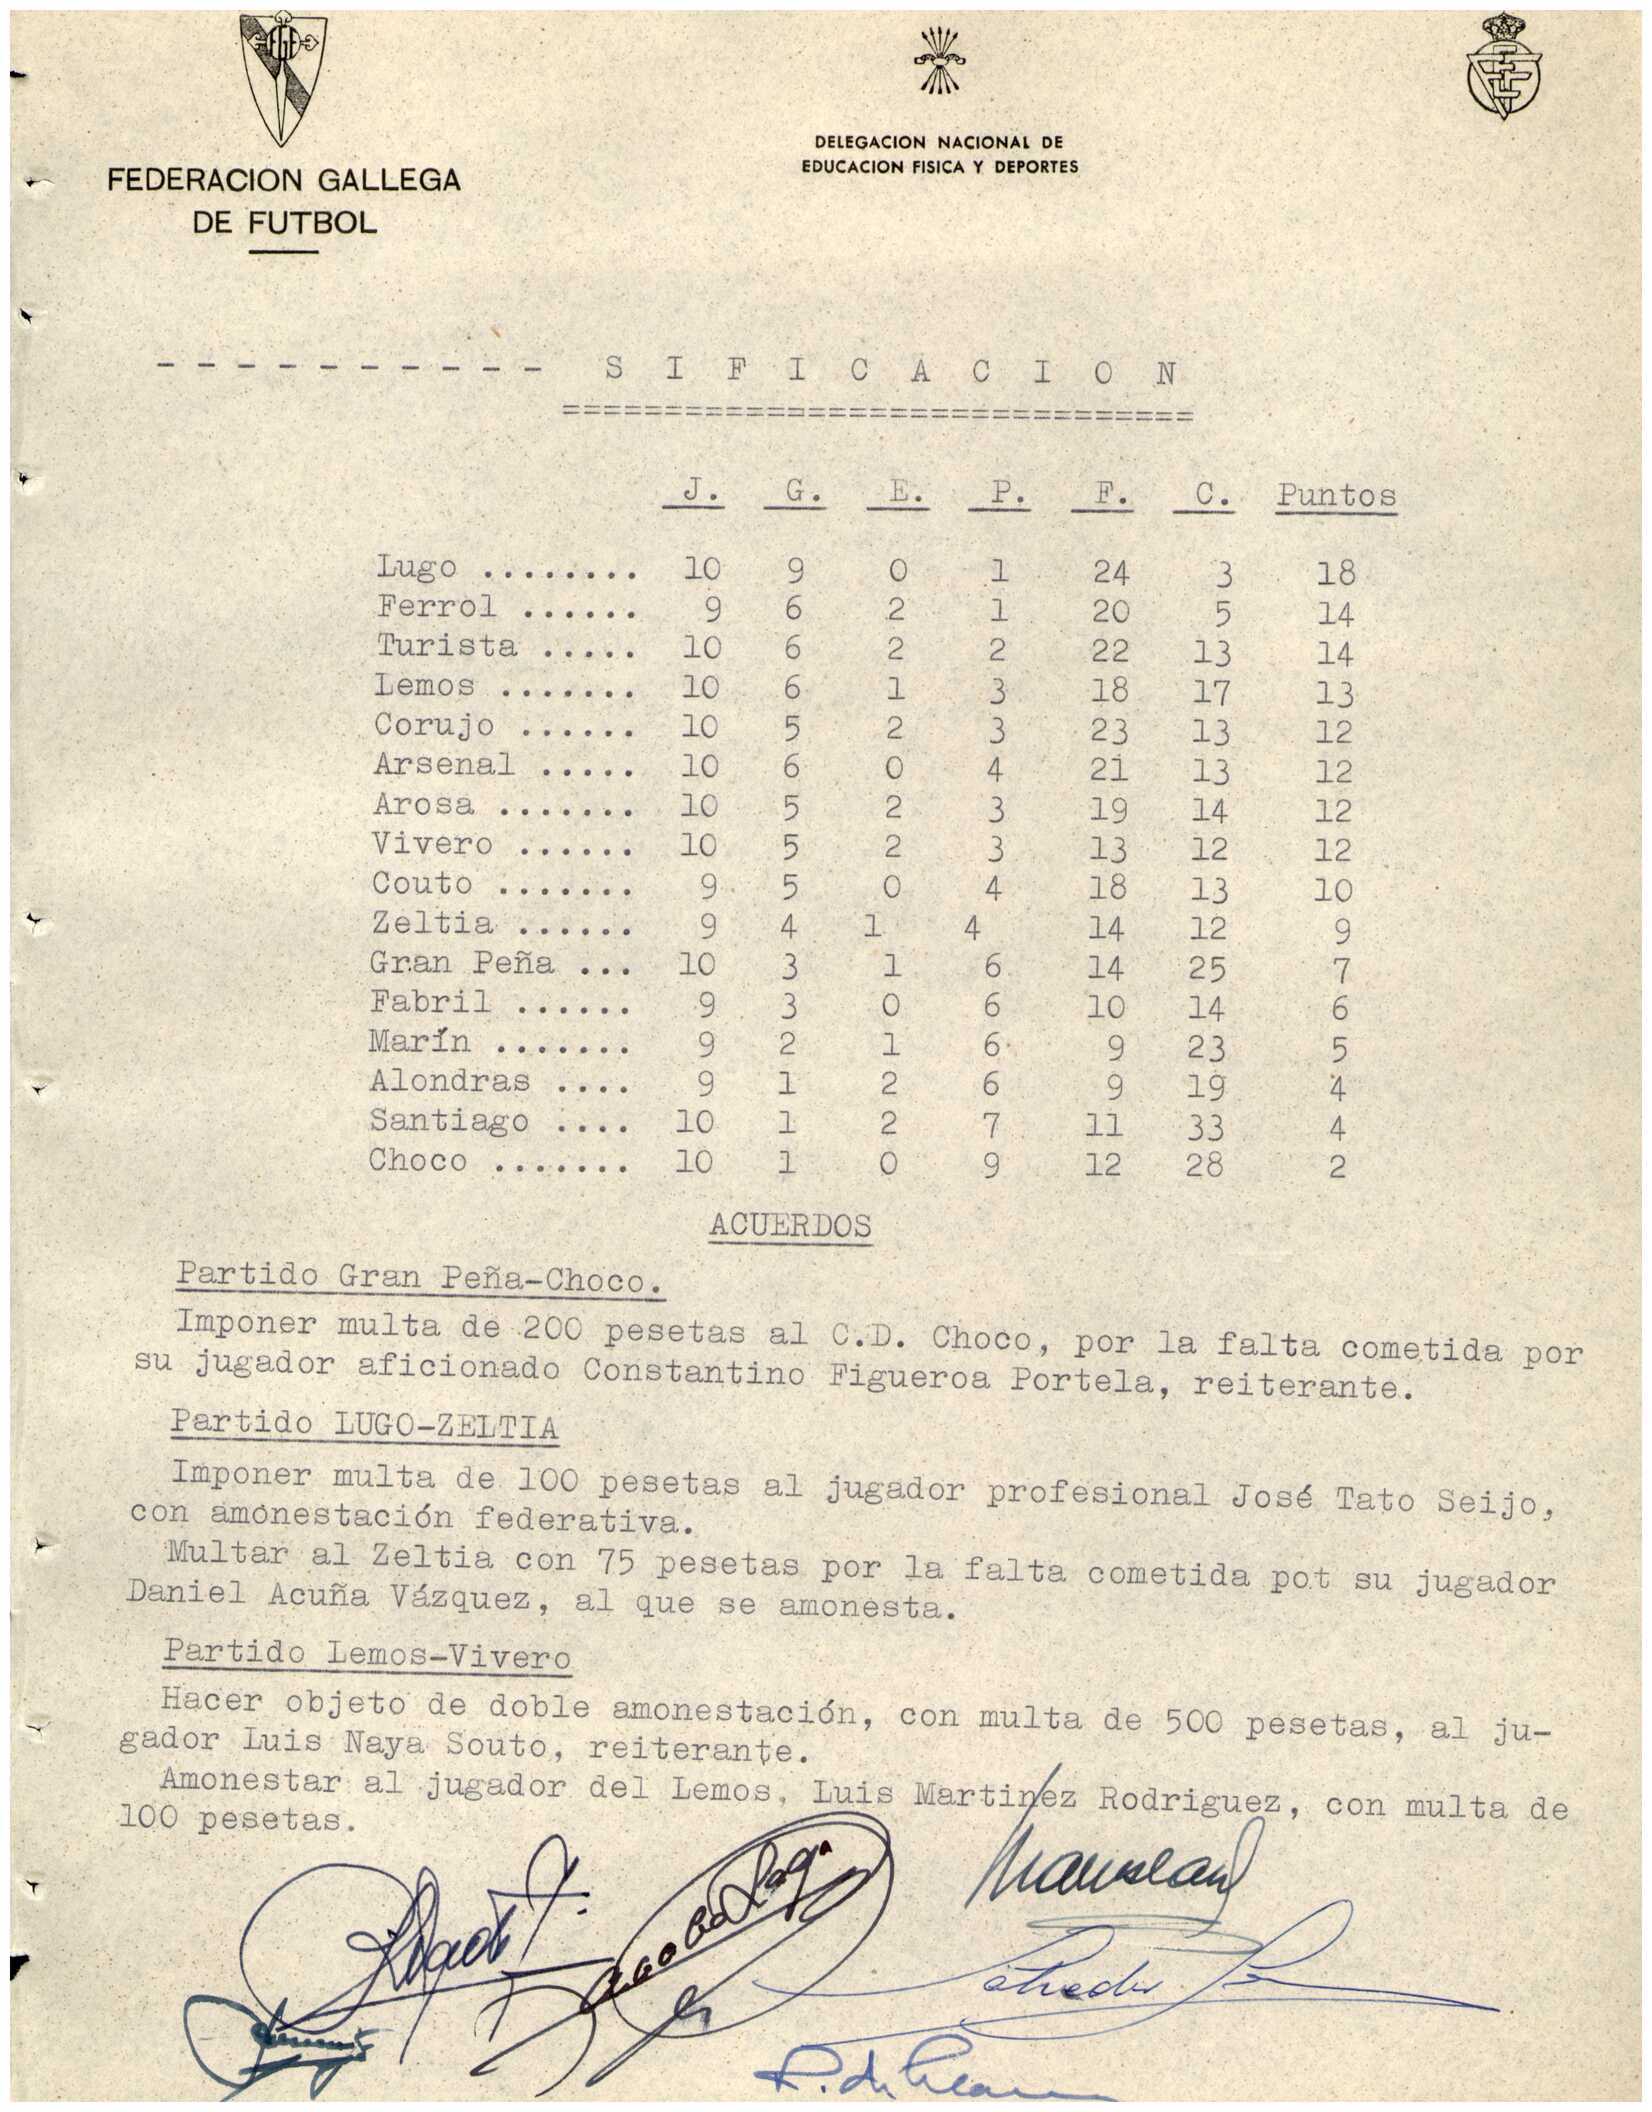 FEDERACION GALLEGA
DE FUTBOL
DELEGACION NACIONAL DE
EDUCACION FISICA Y DEPORTES
- - - - - - - - - - S I F I C A C I O N
===============================
J. G. E. P. F. C. Puntos
Lugo ........ 10 9 0 1 24 3 18
Ferrol ...... 9 6 2 1 20 5 14
Turista ..... 10 6 2 2 22 13 14
Lemos ....... 10 6 1 3 18 17 13
Corujo ...... 10 5 2 3 23 13 12
Arsenal ..... 10 6 0 4 21 13 12
Arosa ....... 10 5 2 3 19 14 12
Vivero ...... 10 5 2 3 13 12 12
Couto ....... 9 5 0 4 18 13 10
Zeltia ...... 9 4 1 4 14 12 9
Gran Peña ... 10 3 1 6 14 25 7
Fabril ...... 9 3 0 6 10 14 6
Marín ....... 9 2 1 6 9 23 5
Alondras .... 9 1 2 6 9 19 4
Santiago .... 10 1 2 7 11 33 4
Choco ....... 10 1 0 9 12 28 2
ACUERDOS
Partido Gran Peña-Choco.
Imponer multa de 200 pesetas al C.D. Choco, por la falta cometida por
su jugador aficionado Constantino Figueroa Portela, reiterante.
Partido LUGO-ZELTIA
Imponer multa de 100 pesetas al jugador profesional José Tato Seijo,
con amonestación federativa.
Multar al Zeltia con 75 pesetas por la falta cometida pot su jugador
Daniel Acuña Vázquez, al que se amonesta.
Partido Lemos-Vivero
Hacer objeto de doble amonestación, con multa de 500 pesetas, al ju-
gador Luis Naya Souto, reiterante.
Amonestar al jugador del Lemos, Luis Martinez Rodriguez, con multa de
100 pesetas.